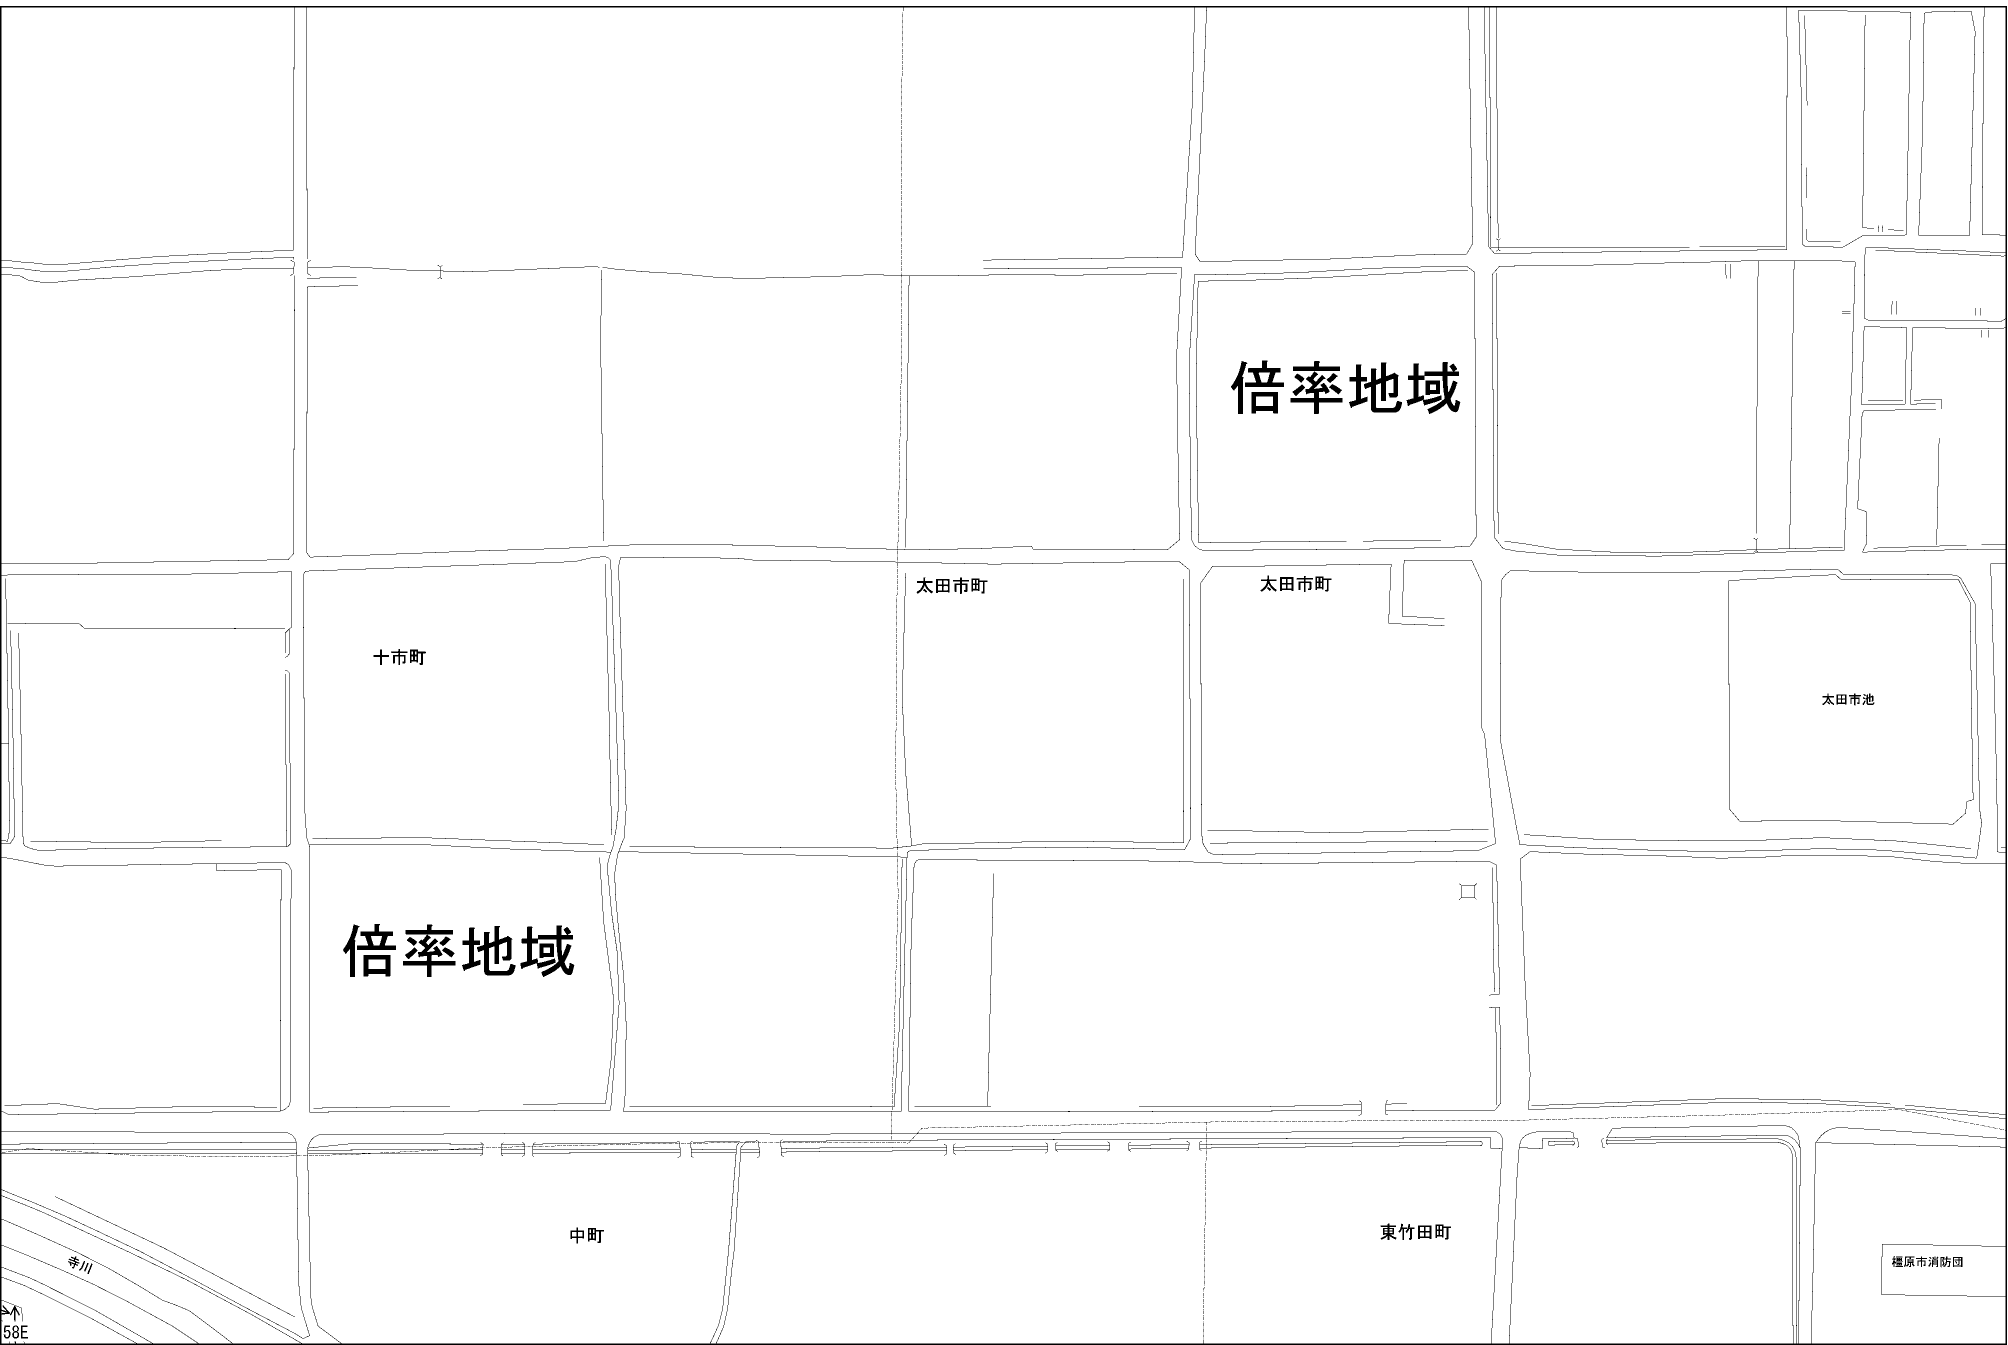 倍率地域
太田市町
太田市町
十市町
太田市池
倍率地域
中町
東竹田町
寺川
橿原市消防団
58E